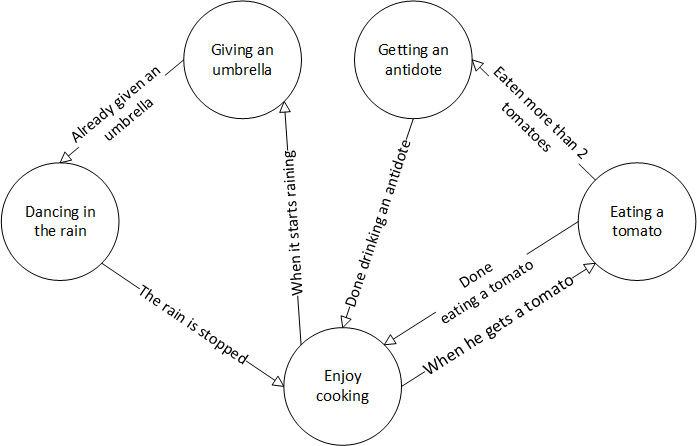 Giving an
umbrella
Getting an
antidote
Already given an
umbrella
Eaten more than 2
tomatoes
When it starts raining
Done drinking an antidote
Dancing in
the rain
Eating a
tomato
Done
eating a tomato
When he gets a tomato
The rain is stopped
Enjoy
cooking